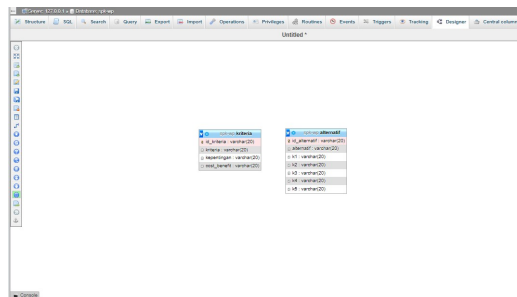 Server: 127.0.0.1 » Database: spk-wp
Structure SQL Search Query Export Import Operations Privileges Routines Events Triggers Tracking Designer Central column
Untitled *
kriteria
id_kriteria : varchar(20)
kriteria : varchar(20)
kepentingan : varchar(20)
cost_benefit : varchar(20)
alternatif
id_alternatif : varchar(20)
alternatif : varchar(20)
k1 : varchar(20)
k2 : varchar(20)
k3 : varchar(20)
k4 : varchar(20)
k5 : varchar(20)
Console